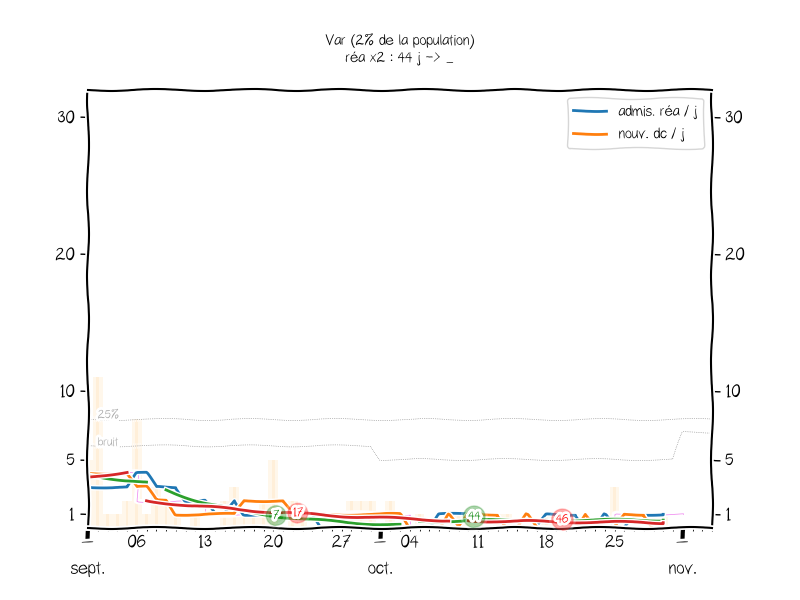 Var (2% de la population)
réa x2 : 44 j -> _
admis. réa / j
nouv. dc / j
30
30
20
20
10
10
25%
bruit
5
5
1
1
7
17
44
46
06
13
20
27
04
11
18
25
sept.
oct.
nov.